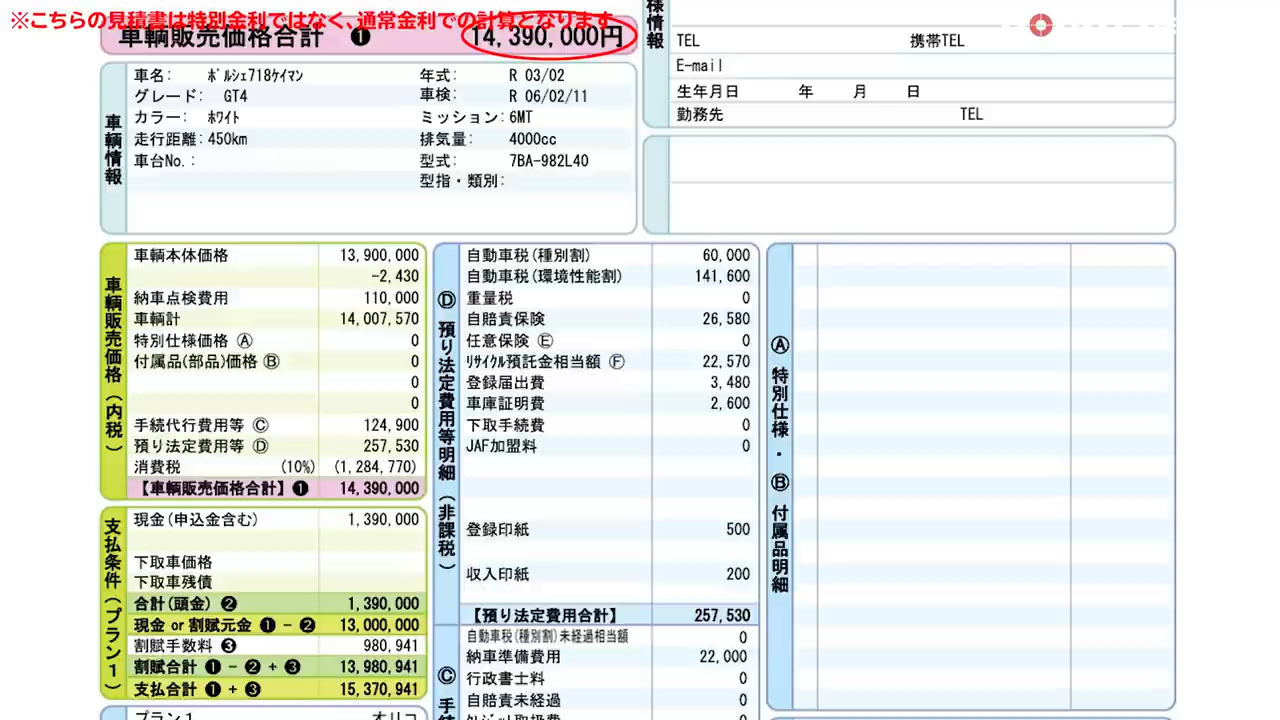 ※こちらの見積書は特別金利ではなく、通常金利での計算となります。
車輌販売価格合計 ❶ 14,390,000円
様情報
TEL 携帯TEL
E-mail
生年月日 年 月 日
勤務先 TEL
車輌情報
車名: ﾎﾟﾙｼｪ718ｹｲﾏﾝ 年式: R 03/02
グレード: GT4 車検: R 06/02/11
カラー: ﾎﾜｲﾄ ミッション: 6MT
走行距離: 450km 排気量: 4000cc
車台No.: 型式: 7BA-982L40
型指・類別:
車輌販売価格(内税)
車輌本体価格 13,900,000
-2,430
納車点検費用 110,000
車輌計 14,007,570
特別仕様価格 Ⓐ 0
付属品(部品)価格 Ⓑ 0
0
0
手続代行費用等 Ⓒ 124,900
預り法定費用等 Ⓓ 257,530
消費税 (10%) (1,284,770)
【車輌販売価格合計】❶ 14,390,000
支払条件(プラン1)
現金(申込金含む) 1,390,000
下取車価格
下取車残債
合計(頭金) ❷ 1,390,000
現金 or 割賦元金 ❶ - ❷ 13,000,000
割賦手数料 ❸ 980,941
割賦合計 ❶ - ❷ + ❸ 13,980,941
支払合計 ❶ + ❸ 15,370,941
プラン1 オリコ
Ⓓ 預り法定費用等明細(非課税)
自動車税(種別割) 60,000
自動車税(環境性能割) 141,600
重量税 0
自賠責保険 26,580
任意保険 Ⓔ 0
ﾘｻｲｸﾙ預託金相当額 Ⓕ 22,570
登録届出費 3,480
車庫証明費 2,600
下取手続費 0
JAF加盟料 0
登録印紙 500
収入印紙 200
【預り法定費用合計】 257,530
Ⓒ 手
自動車税(種別割)未経過相当額 0
納車準備費用 22,000
行政書士料 0
自賠責未経過 0
ｸﾚｼﾞｯﾄ取扱費 0
Ⓐ 特別仕様・Ⓑ 付属品明細